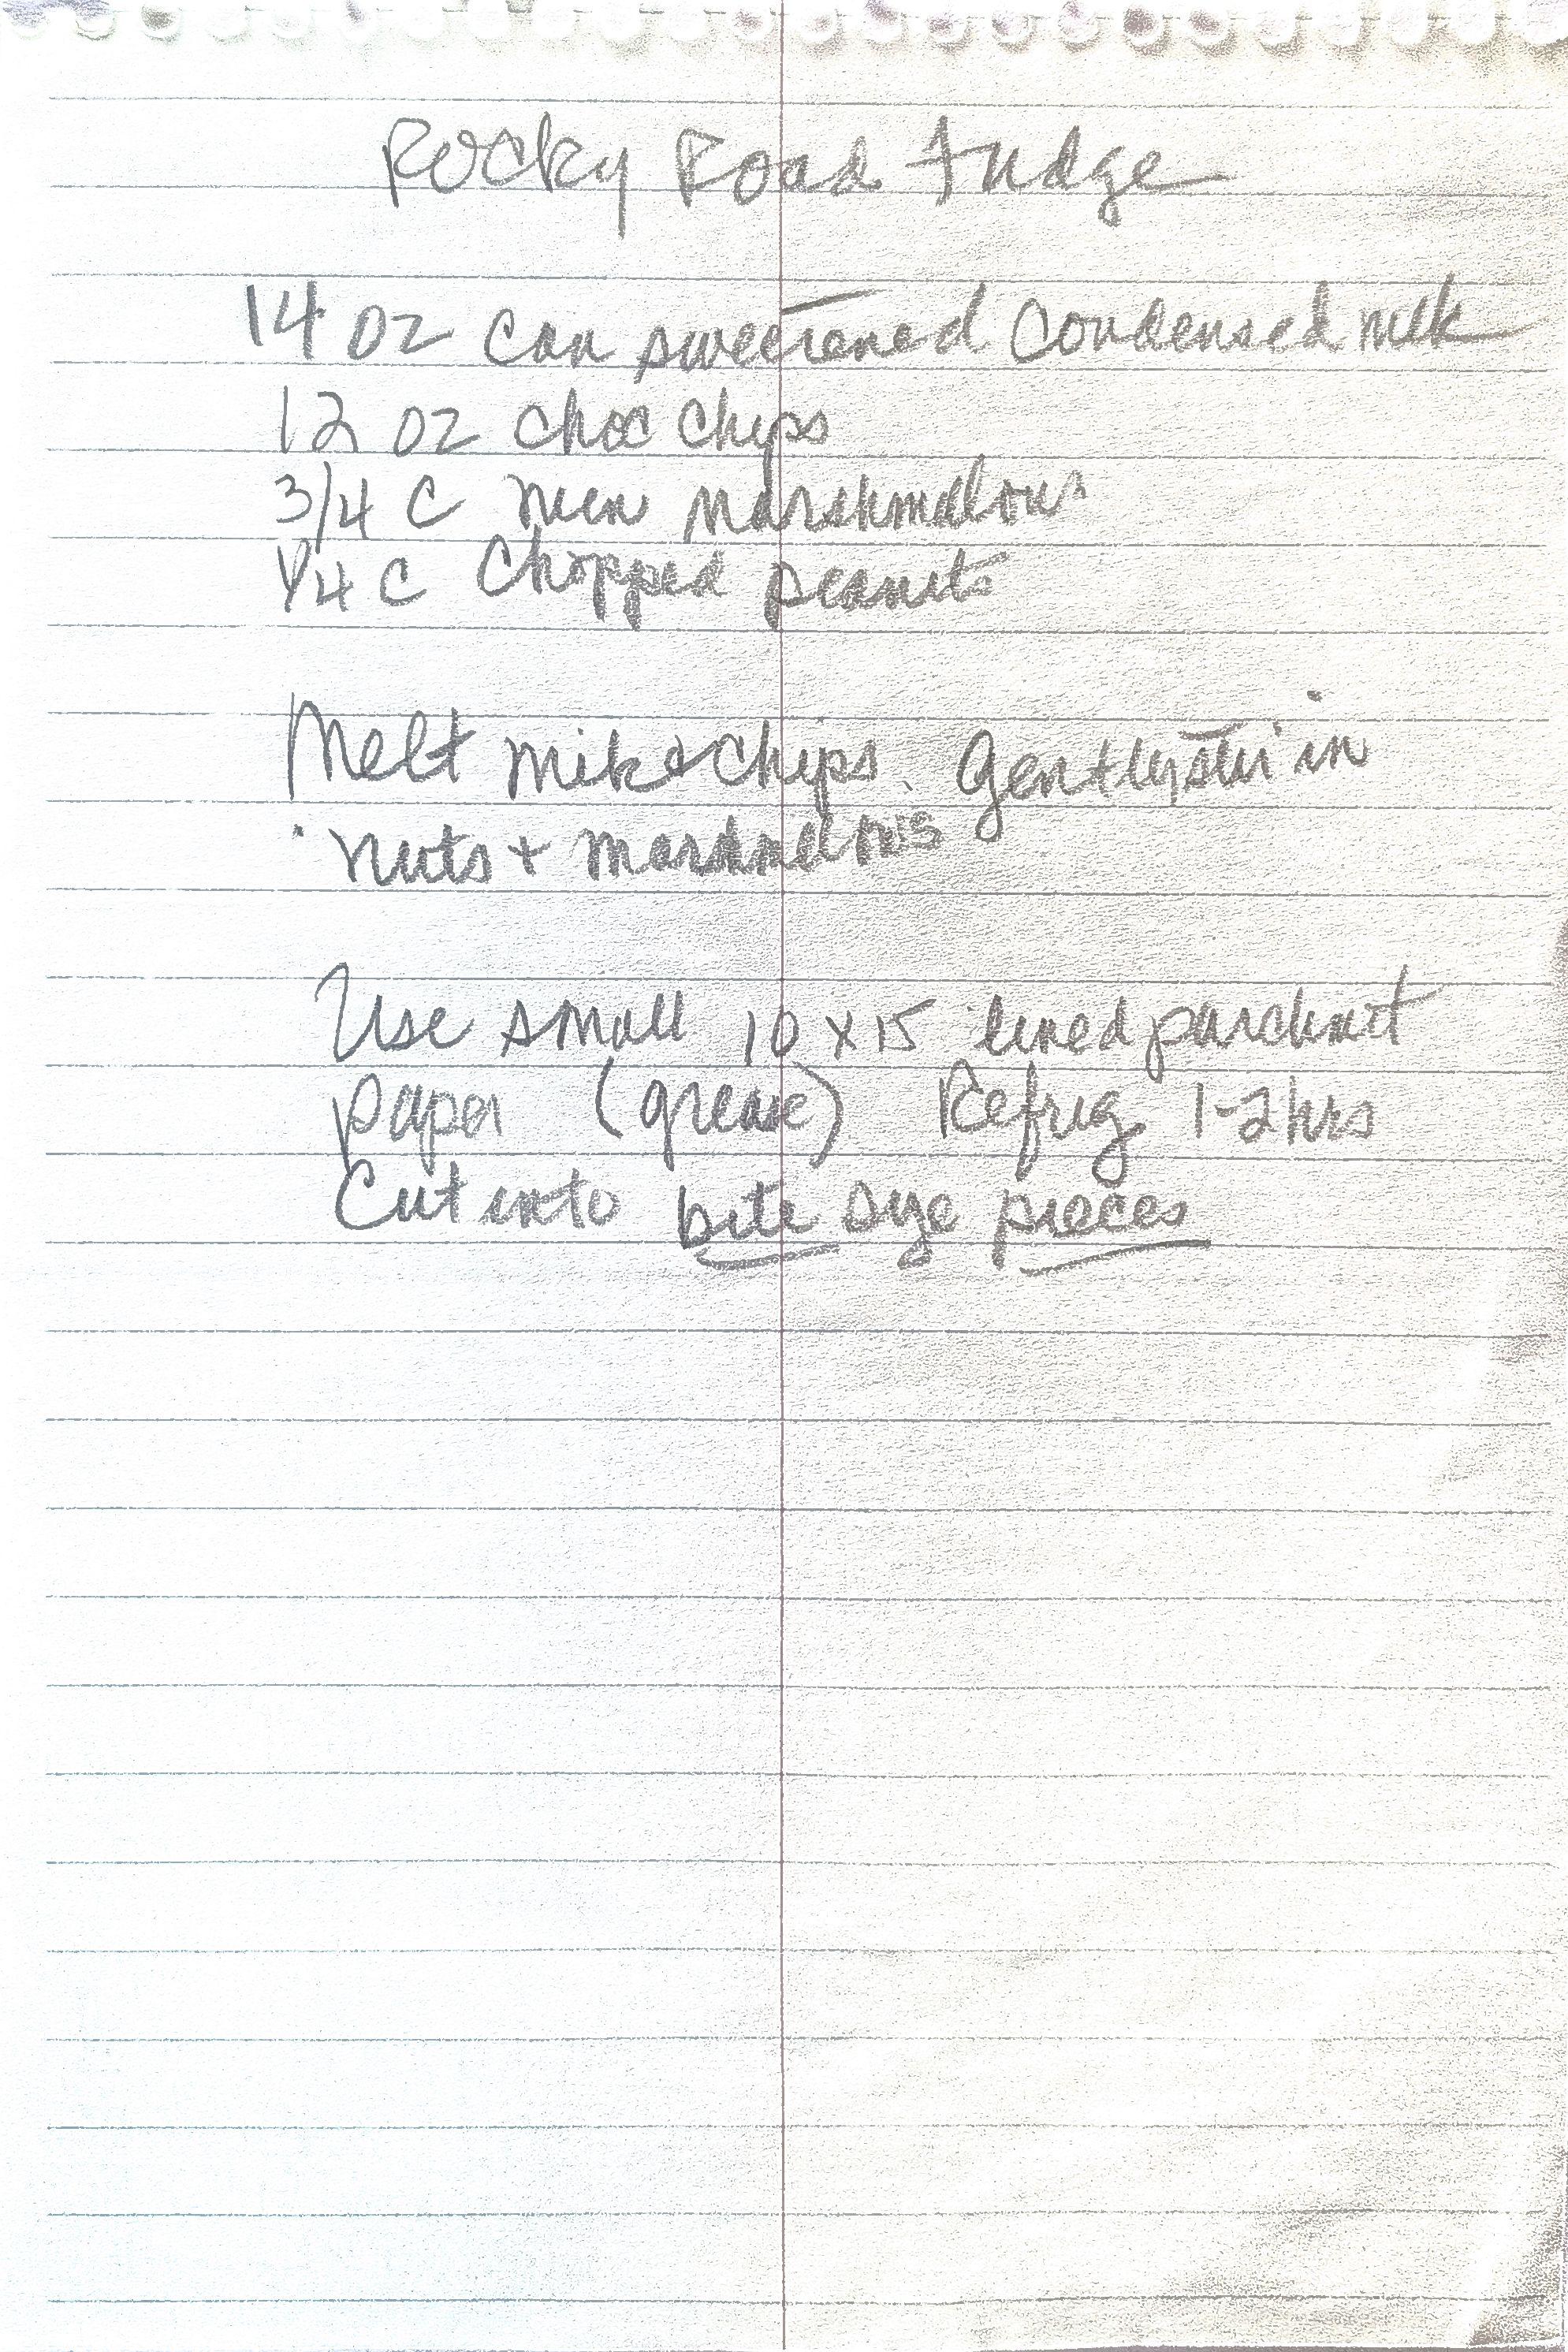 Rocky Road Fudge
14 oz can sweetened condensed milk
12 oz choc chips
3/4 C mini marshmallows
1/4 C Chopped peanuts
Melt milk & chips. Gently stir in
nuts + marshmallows
Use small 10 x 15 lined parchment
paper (grease) Refrig 1-2 hrs
Cut into bite size pieces